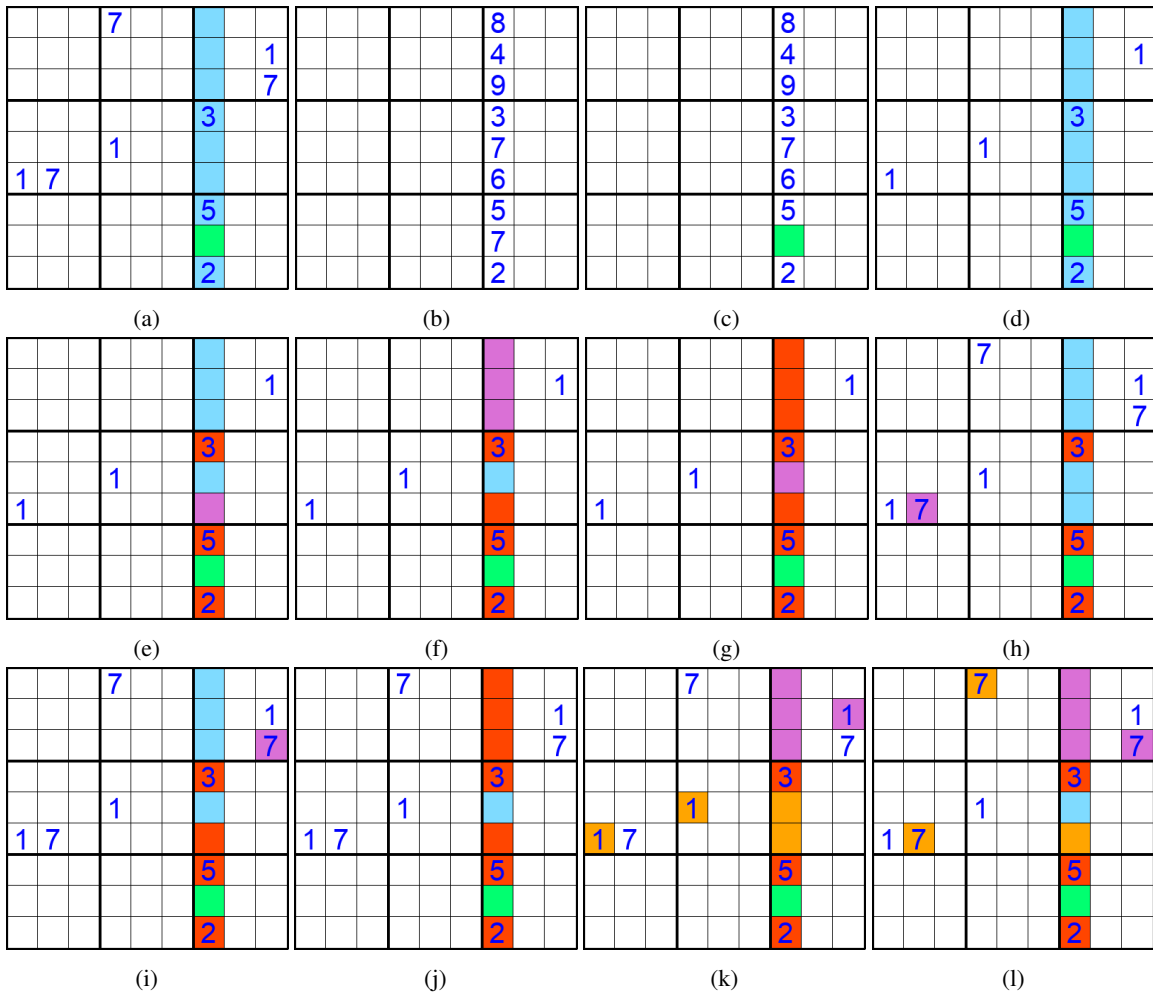 7 8 8
1 4 4 1
7 9 9
3 3 3 3
1 7 7 1
1 7 6 6 1
5 5 5 5
7
2 2 2 2
(a) (b) (c) (d)
7
1 1 1 1
7
3 3 3 3
1 1 1 1
1 1 1 1 7
5 5 5 5
2 2 2 2
(e) (f) (g) (h)
7 7 7 7
1 1 1 1
7 7 7 7
3 3 3 3
1 1 1 1
1 7 1 7 1 7 1 7
5 5 5 5
2 2 2 2
(i) (j) (k) (l)